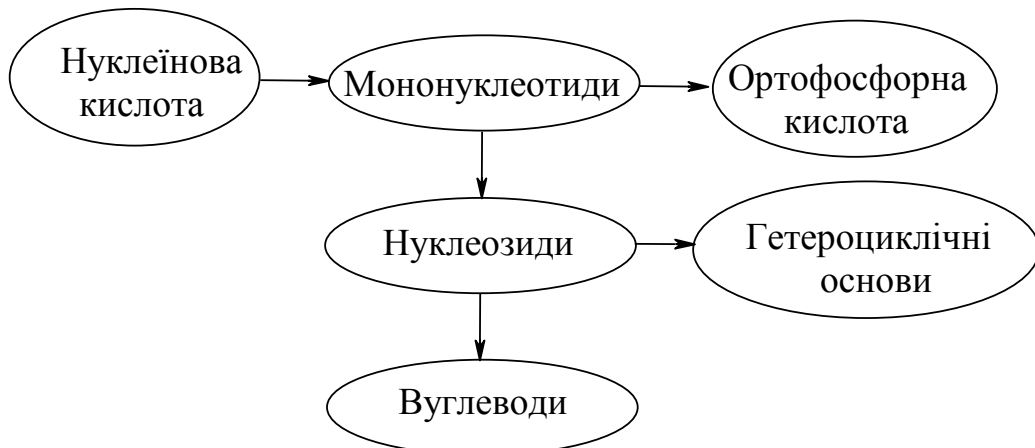 Нуклеїнова
кислота
Мононуклеотиди
Ортофосфорна
кислота
Нуклеозиди
Гетероциклічні
основи
Вуглеводи